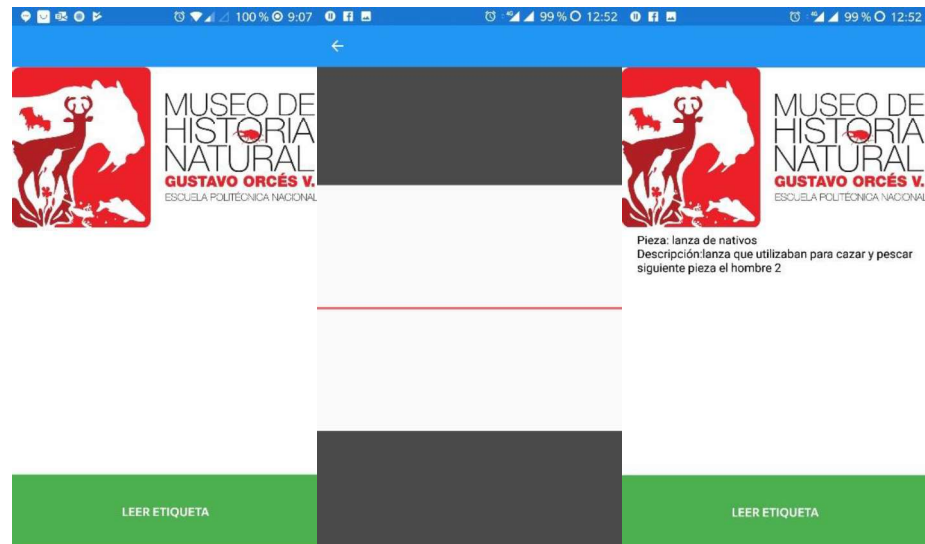 100 % 9:07
MUSEO DE
HISTORIA
NATURAL
GUSTAVO ORCÉS V.
ESCUELA POLITÉCNICA NACIONAL
LEER ETIQUETA
4G 99 % 12:52
4G 99 % 12:52
MUSEO DE
HISTORIA
NATURAL
GUSTAVO ORCÉS V.
ESCUELA POLITÉCNICA NACIONAL
Pieza: lanza de nativos
Descripción:lanza que utilizaban para cazar y pescar
siguiente pieza el hombre 2
LEER ETIQUETA